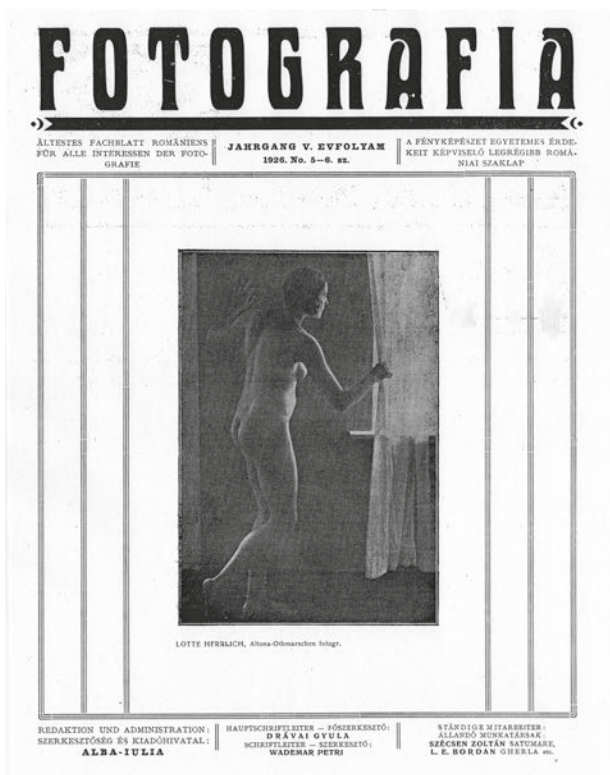 FOTOGRAFIA
ÄLTESTES FACHBLATT ROMÄNIENS
FÜR ALLE INTERESSEN DER FOTO-
GRAFIE
JAHRGANG V. EVFOLYAM
1926. No. 5—6. sz.
A FÉNYKÉPÉSZET EGYETEMES ÉRDE-
KEIT KÉPVISELŐ LEGRÉGIBB ROMÁ-
NIAI SZAKLAP
LOTTE HERRLICH, Altona-Othmarschen fotogr.
REDAKTION UND ADMINISTRATION:
SZERKESZTŐSÉG ÉS KIADÓHIVATAL:
ALBA-IULIA
HAUPTSCHRIFTLEITER — FŐSZERKESZTŐ:
DRÁVAI GYULA
SCHRIFTLEITER — SZERKESZTŐ:
WADEMAR PETRI
STÄNDIGE MITARBEITER:
ÁLLANDÓ MUNKATÁRSAK:
SZÉCSEN ZOLTÁN SATUMARE,
L. E. BORDAN GHERLA etc.